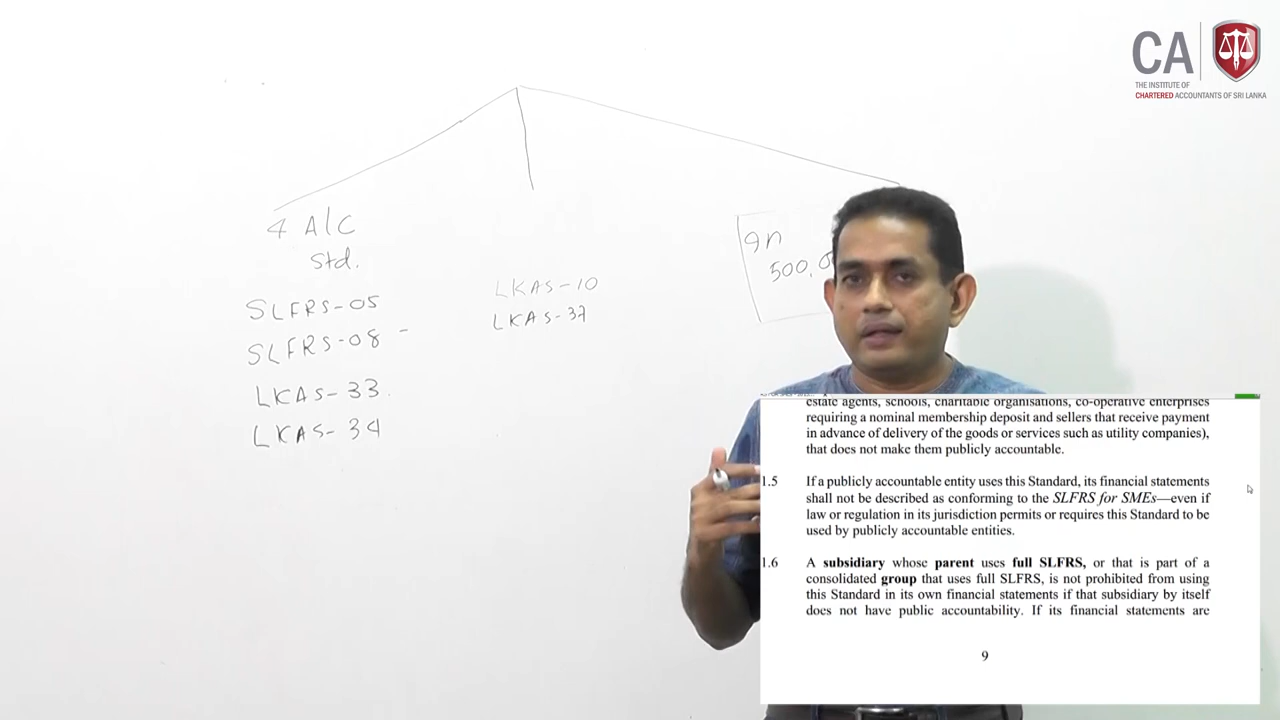 CA
THE INSTITUTE OF
CHARTERED ACCOUNTANTS OF SRI LANKA
4 A/C
Std.
SLFRS-05
SLFRS-08 -
LKAS-33
LKAS-34
LKAS-10
LKAS-37
9n
500,0
estate agents, schools, charitable organisations, co-operative enterprises
requiring a nominal membership deposit and sellers that receive payment
in advance of delivery of the goods or services such as utility companies),
that does not make them publicly accountable.
1.5 If a publicly accountable entity uses this Standard, its financial statements
shall not be described as conforming to the SLFRS for SMEs—even if
law or regulation in its jurisdiction permits or requires this Standard to be
used by publicly accountable entities.
1.6 A subsidiary whose parent uses full SLFRS, or that is part of a
consolidated group that uses full SLFRS, is not prohibited from using
this Standard in its own financial statements if that subsidiary by itself
does not have public accountability. If its financial statements are
9